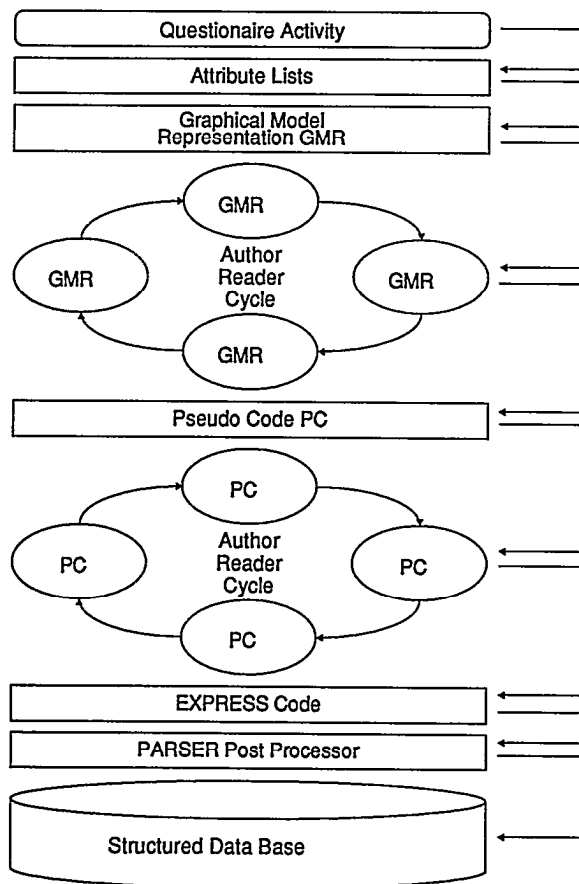 Questionaire Activity
Attribute Lists
Graphical Model
Representation GMR
GMR
GMR
Author
Reader
Cycle
GMR
GMR
Pseudo Code PC
PC
PC
Author
Reader
Cycle
PC
PC
EXPRESS Code
PARSER Post Processor
Structured Data Base